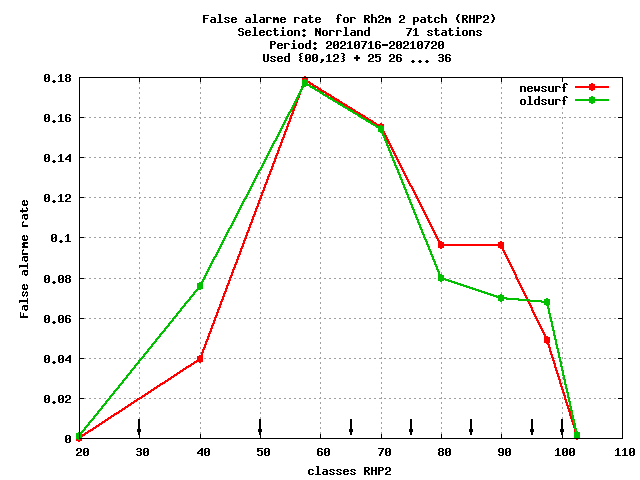 False alarme rate  for Rh2m 2 patch (RHP2)
Selection: Norrland     71 stations
Period: 20210716-20210720
Used {00,12} + 25 26 ... 36
newsurf
oldsurf
0.18
0.16
0.14
0.12
0.1
0.08
0.06
0.04
0.02
0
False alarme rate
20 30 40 50 60 70 80 90 100 110
classes RHP2